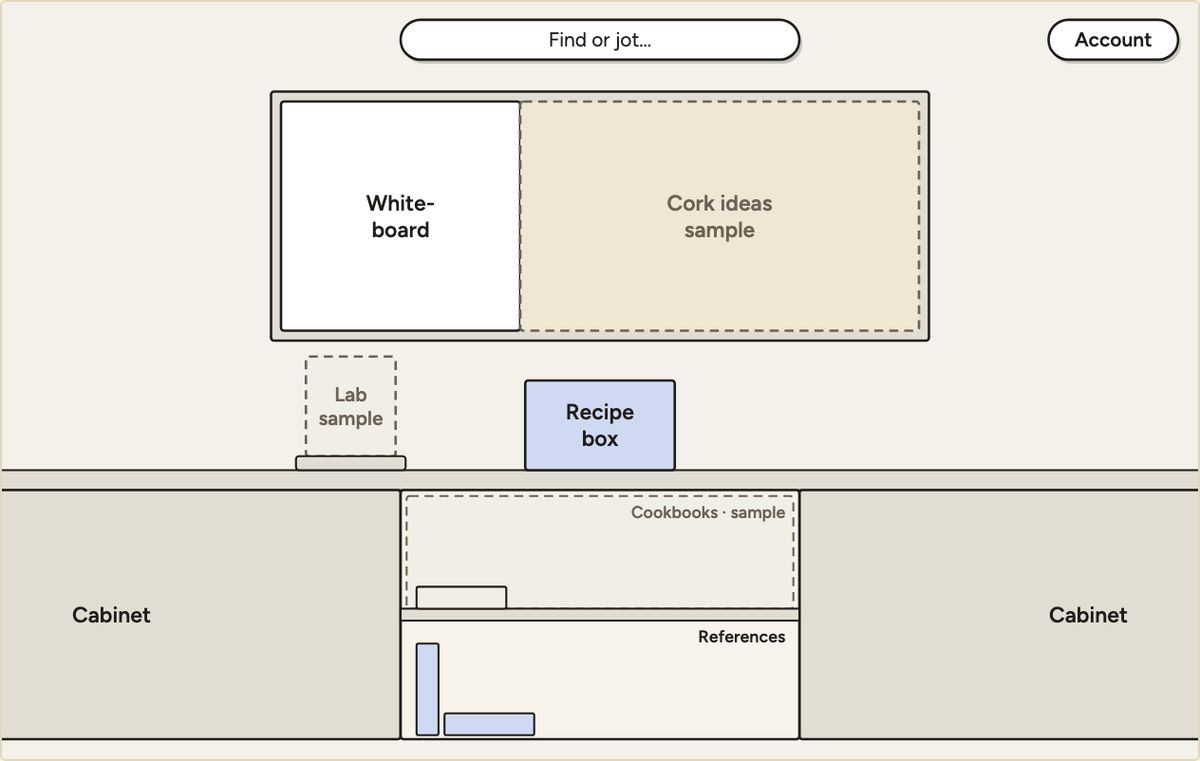 Find or jot...
Account
White-
board
Cork ideas
sample
Lab
sample
Recipe
box
Cookbooks · sample
Cabinet
Cabinet
References